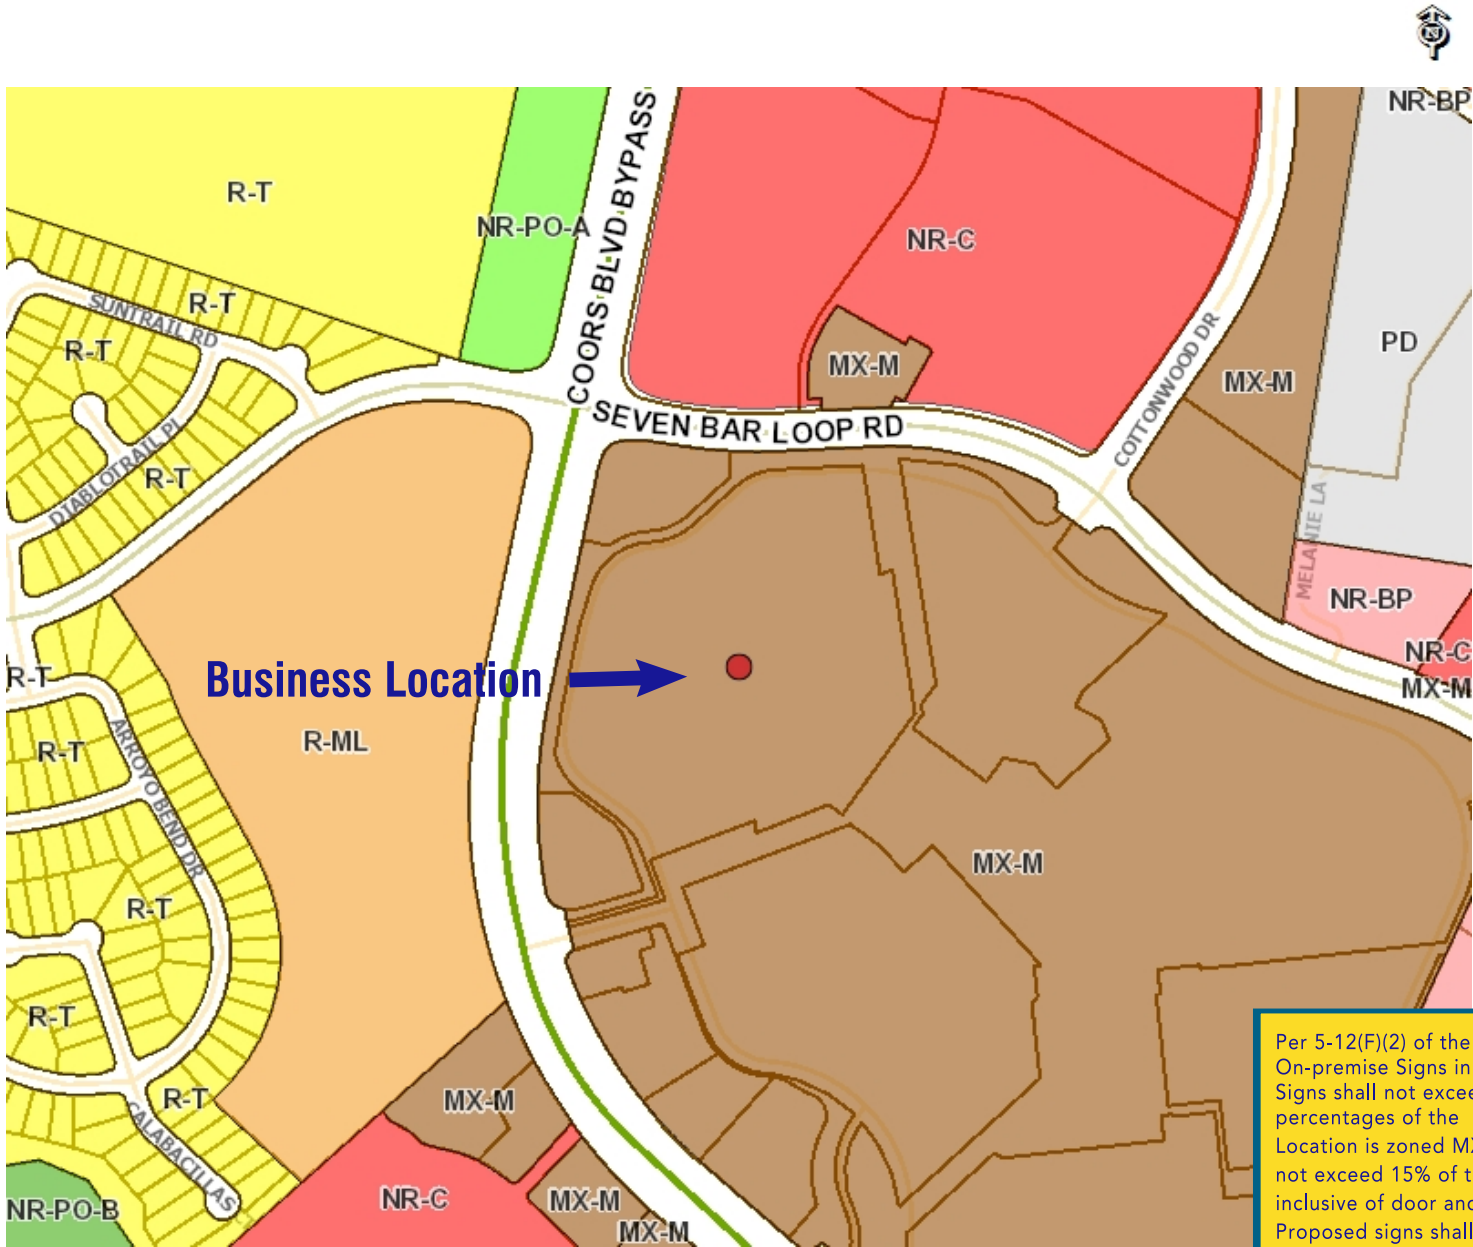 N
NR-BP
R-T
NR-PO-A
COORS BLVD BYPASS
NR-C
R-T
SUNTRAIL RD
R-T
PD
MX-M
MX-M
COTTONWOOD DR
SEVEN BAR LOOP RD
DIABLOTRAIL PL
R-T
MELANIE LA
NR-BP
NR-C
MX-M
R-T
Business Location
R-ML
R-T
ARROYO BEND DR
MX-M
R-T
R-T
R-T
CALABACILLAS
MX-M
NR-PO-B
NR-C
MX-M
MX-M
Per 5-12(F)(2) of the
On-premise Signs in
Signs shall not excee
percentages of the
Location is zoned M
not exceed 15% of t
inclusive of door and
Proposed signs shall